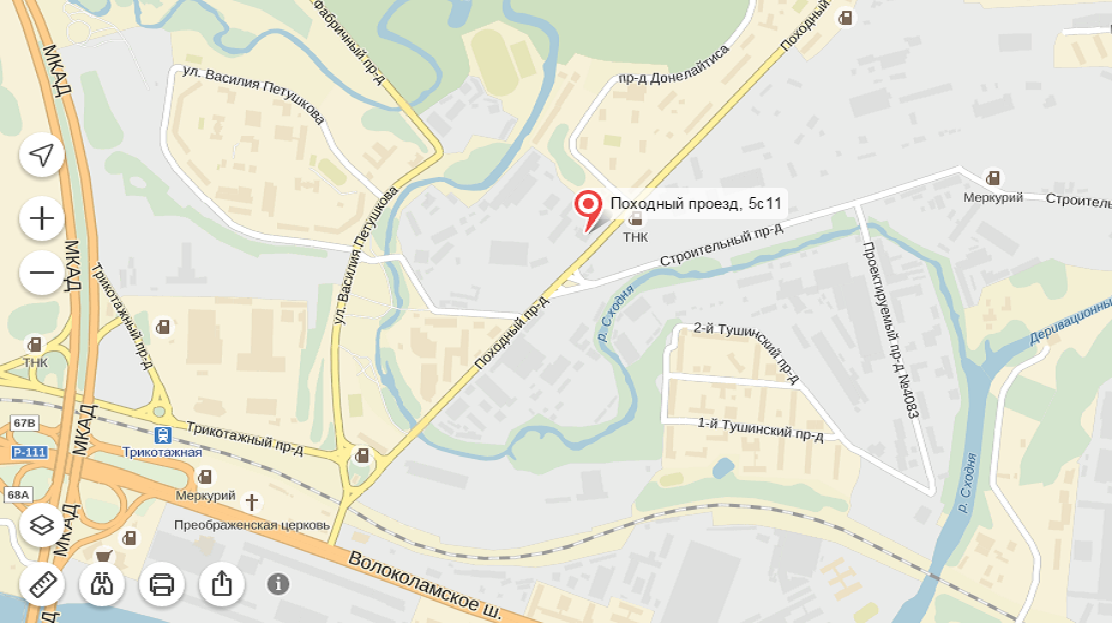 Фабричный пр-д
Походный
МКАД
ул. Василия Петушкова
пр-д Донелайтиса
ул. Василия Петушкова
Походный проезд, 5с11
Меркурий
Строитель
ТНК
Строительный пр-д
МКАД
Трикотажный пр-д
Проектируемый пр-д №4083
р. Сходня
Деривационный
Походный пр-д
2-й Тушинский пр-д
ТНК
67В
МКАД
Трикотажный пр-д
1-й Тушинский пр-д
Р-111
Трикотажная
р. Сходня
68А
Меркурий
МКАД
Преображенская церковь
Волоколамское ш.
i